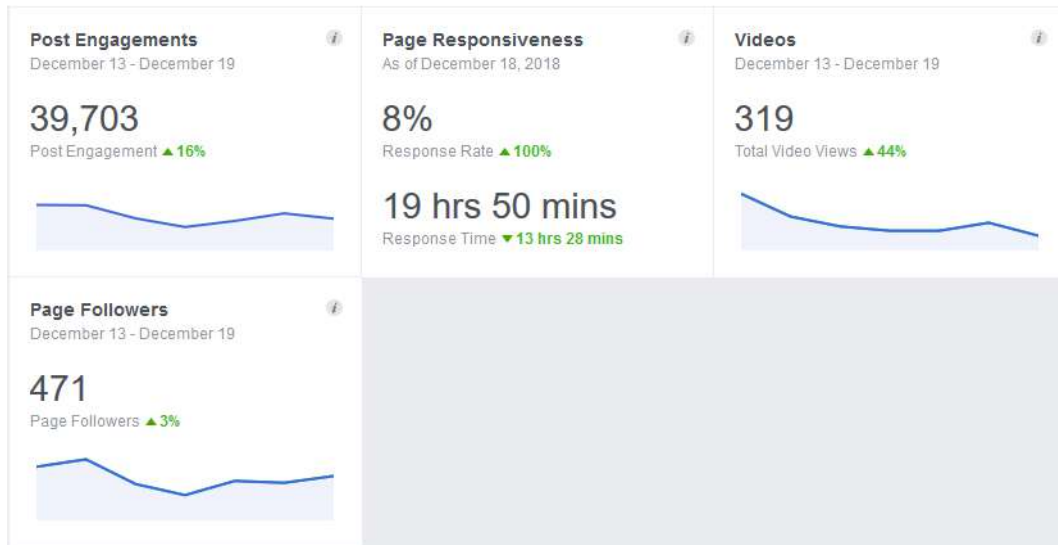 Post Engagements
December 13 - December 19
39,703
Post Engagement ▲ 16%
Page Responsiveness
As of December 18, 2018
8%
Response Rate ▲ 100%
19 hrs 50 mins
Response Time ▼ 13 hrs 28 mins
Videos
December 13 - December 19
319
Total Video Views ▲ 44%
Page Followers
December 13 - December 19
471
Page Followers ▲ 3%